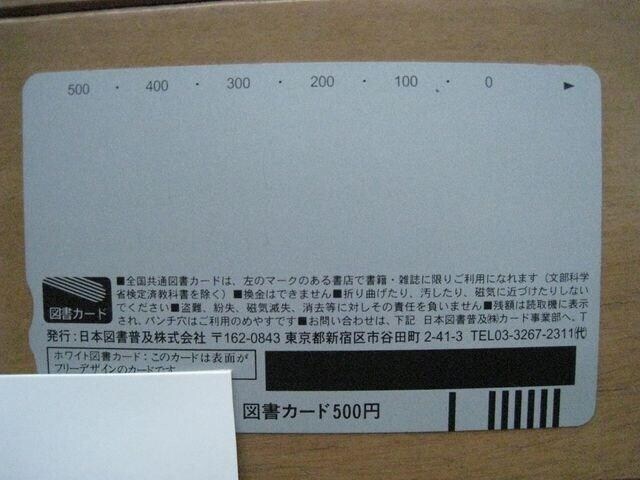 500 ・ 400 ・ 300 ・ 200 ・ 100 ・ 0 ▶
図書カード
■全国共通図書カードは、左のマークのある書店で書籍・雑誌に限りご利用になれます(文部科学
省検定済教科書を除く)■換金はできません■折り曲げたり、汚したり、磁気に近づけたりしない
でください■盗難、紛失、磁気減失、消去等に対しその責任を負いません■残額は読取機に表示
され、パンチ穴はご利用のめやすです■お問い合わせは、下記 日本図書普及㈱カード事業部へ、T
発行：日本図書普及株式会社 〒162-0843 東京都新宿区市谷田町 2-41-3 TEL03-3267-2311㈹
ホワイト図書カード：このカードは表面が
フリーデザインのカードです
図書カード500円